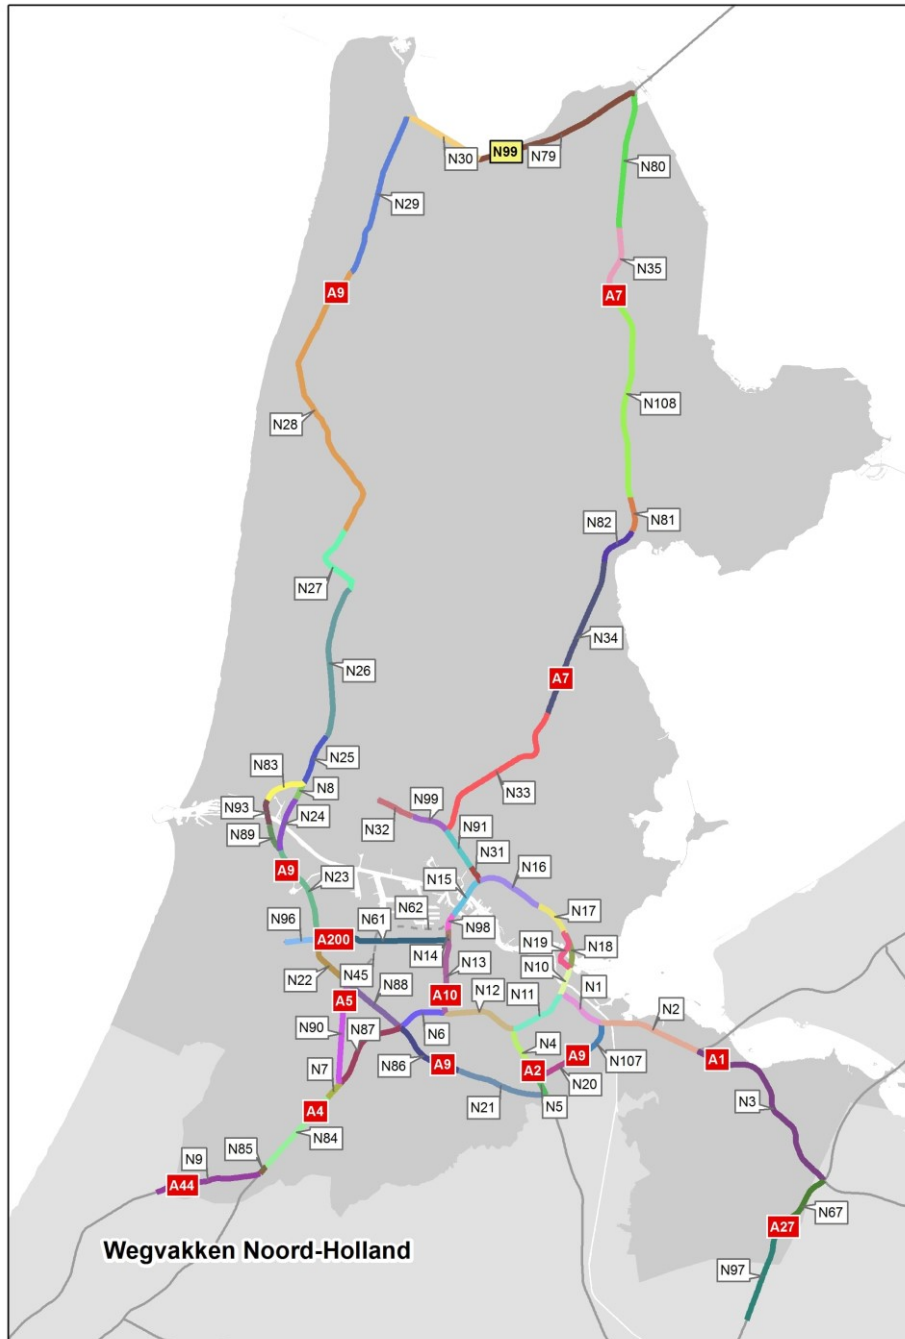 N30
N99
N79
N80
N29
N35
A9
A7
N108
N28
N82
N81
N27
N34
N26
A7
N83
N25
N8
N93
N24
N99
N33
N32
N89
N91
A9
N31
N23
N15
N16
N96
N61
N62
N17
A200
N98
N19
N18
N22
N45
N14
N13
N10
N88
N12
N11
N1
A5
A10
N2
N90
N87
N6
N4
A9
A1
N7
N86
A9
A2
N107
N20
N3
A4
N21
N5
N84
N9
N85
A44
N67
A27
Wegvakken Noord-Holland
N97